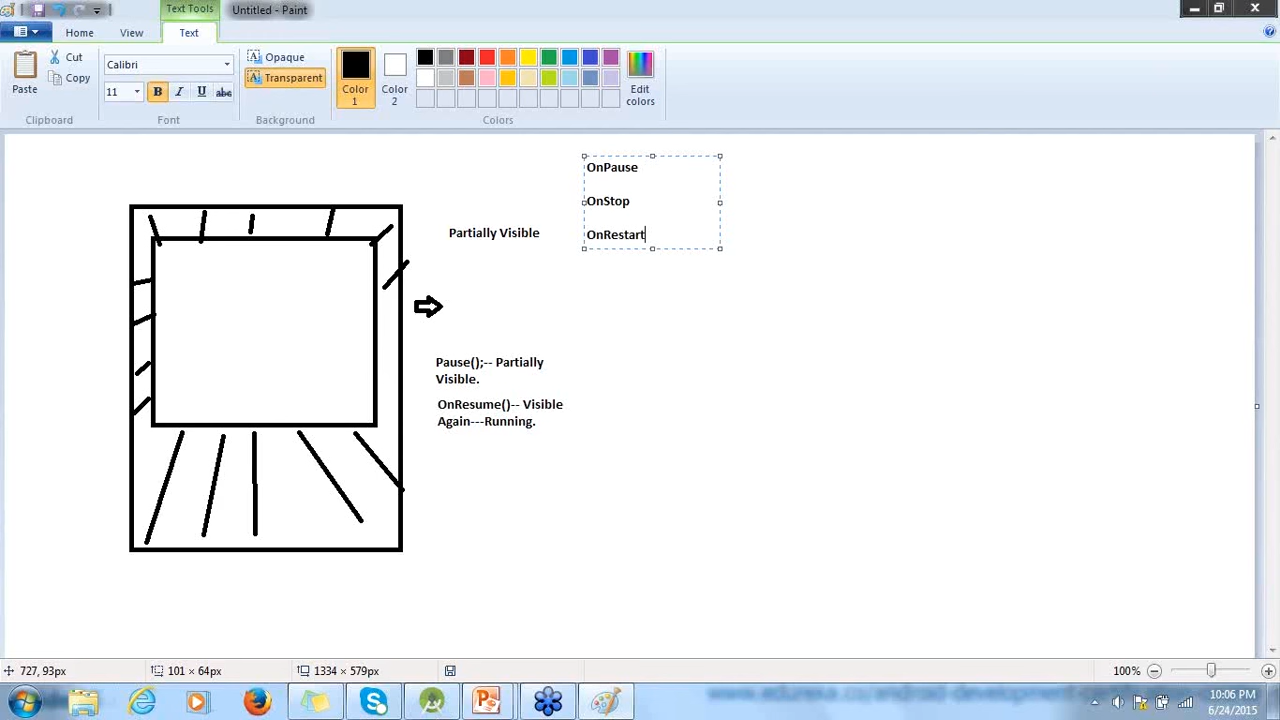 Text Tools
Untitled - Paint
Home
View
Text
Paste
Cut
Copy
Clipboard
Calibri
11
B
I
U
abc
Font
Opaque
Transparent
Background
Color 1
Color 2
Edit colors
Colors
OnPause
OnStop
OnRestart
Partially Visible
Pause();-- Partially
Visible.
OnResume()-- Visible
Again---Running.
727, 93px
101 × 64px
1334 × 579px
100%
10:06 PM
6/24/2015